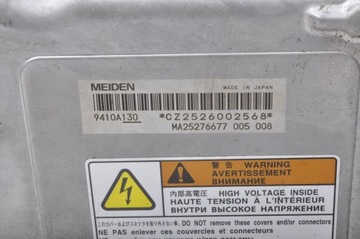 MEIDEN MADE IN JAPAN
9410A130 *CZ2526002568*
MA25276677 005 008
警告 WARNING
AVERTISSEMENT
ВНИМАНИЕ
内部高電圧 HIGH VOLTAGE INSIDE
HAUTE TENSION À L'INTÉRIEUR
ВНУТРИ ВЫСОКОЕ НАПРЯЖЕНИЕ
Do not remove these covers and/or connectors
NE PAS enlever ces couvercles et/ou